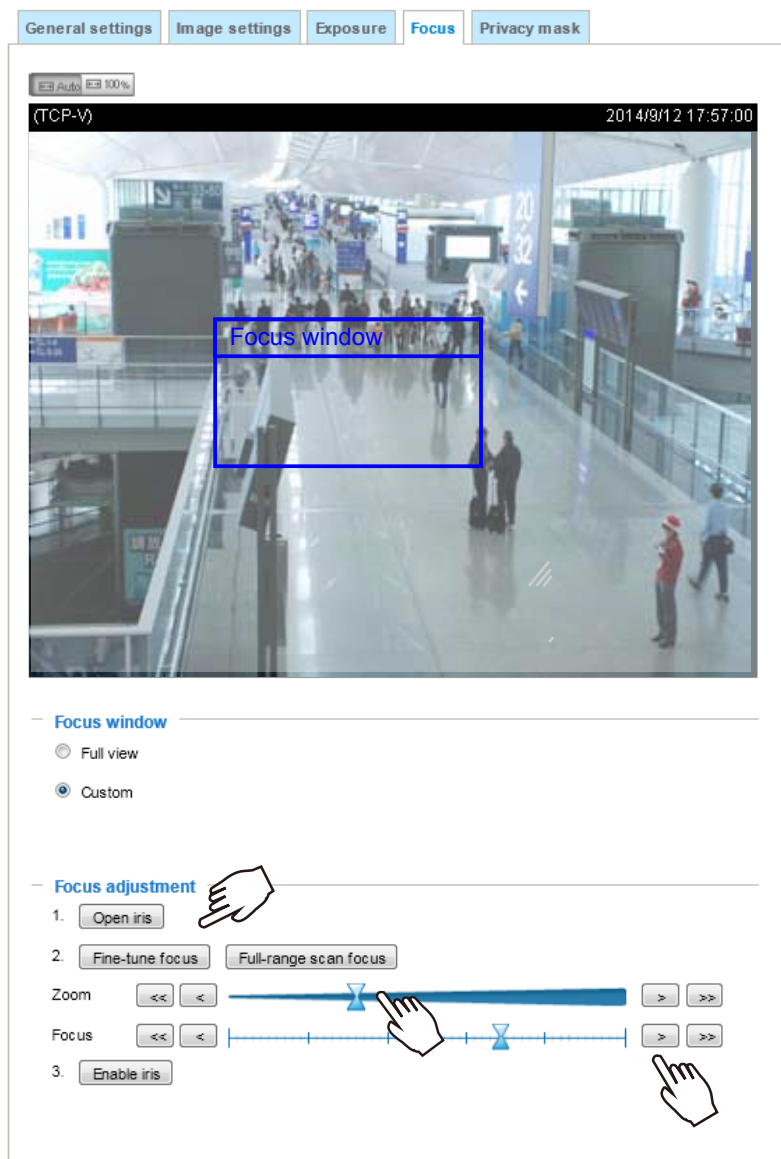 General settings
Image settings
Exposure
Focus
Privacy mask
Auto
100%
(TCP-V)
2014/9/12 17:57:00
20
32
Focus window
Focus window
Full view
Custom
Focus adjustment
1. Open iris
2. Fine-tune focus Full-range scan focus
Zoom << < > >>
Focus << < > >>
3. Enable iris